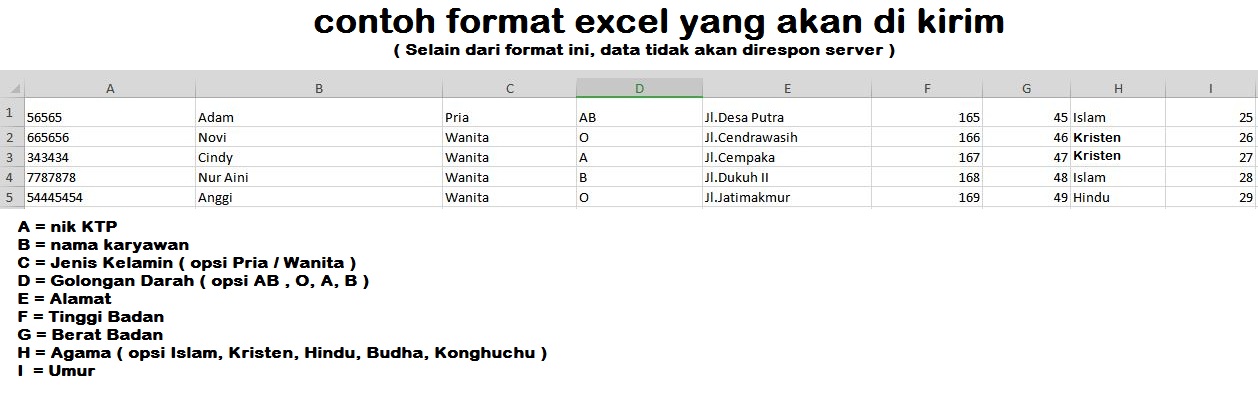 contoh format excel yang akan di kirim
( Selain dari format ini, data tidak akan direspon server )
A B C D E F G H I
1 56565 Adam Pria AB Jl.Desa Putra 165 45 Islam 25
2 665656 Novi Wanita O Jl.Cendrawasih 166 46 Kristen 26
3 343434 Cindy Wanita A Jl.Cempaka 167 47 Kristen 27
4 7787878 Nur Aini Wanita B Jl.Dukuh II 168 48 Islam 28
5 54445454 Anggi Wanita O Jl.Jatimakmur 169 49 Hindu 29
A = nik KTP
B = nama karyawan
C = Jenis Kelamin ( opsi Pria / Wanita )
D = Golongan Darah ( opsi AB , O, A, B )
E = Alamat
F = Tinggi Badan
G = Berat Badan
H = Agama ( opsi Islam, Kristen, Hindu, Budha, Konghuchu )
I = Umur